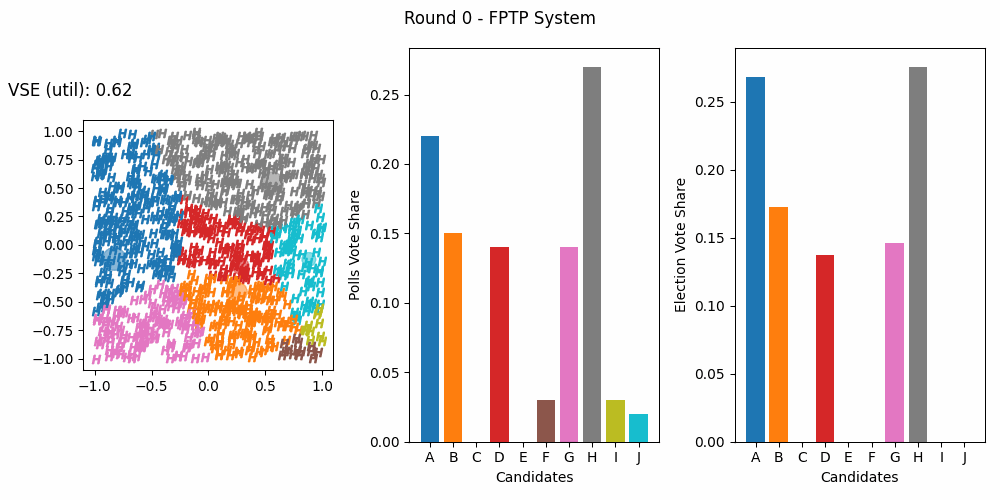 Round 0 - FPTP System
VSE (util): 0.62
1.00
0.75
0.50
0.25
0.00
−0.25
−0.50
−0.75
−1.00
−1.0 −0.5 0.0 0.5 1.0
Polls Vote Share
0.25
0.20
0.15
0.10
0.05
0.00
A B C D E F G H I J
Candidates
Election Vote Share
0.25
0.20
0.15
0.10
0.05
0.00
A B C D E F G H I J
Candidates